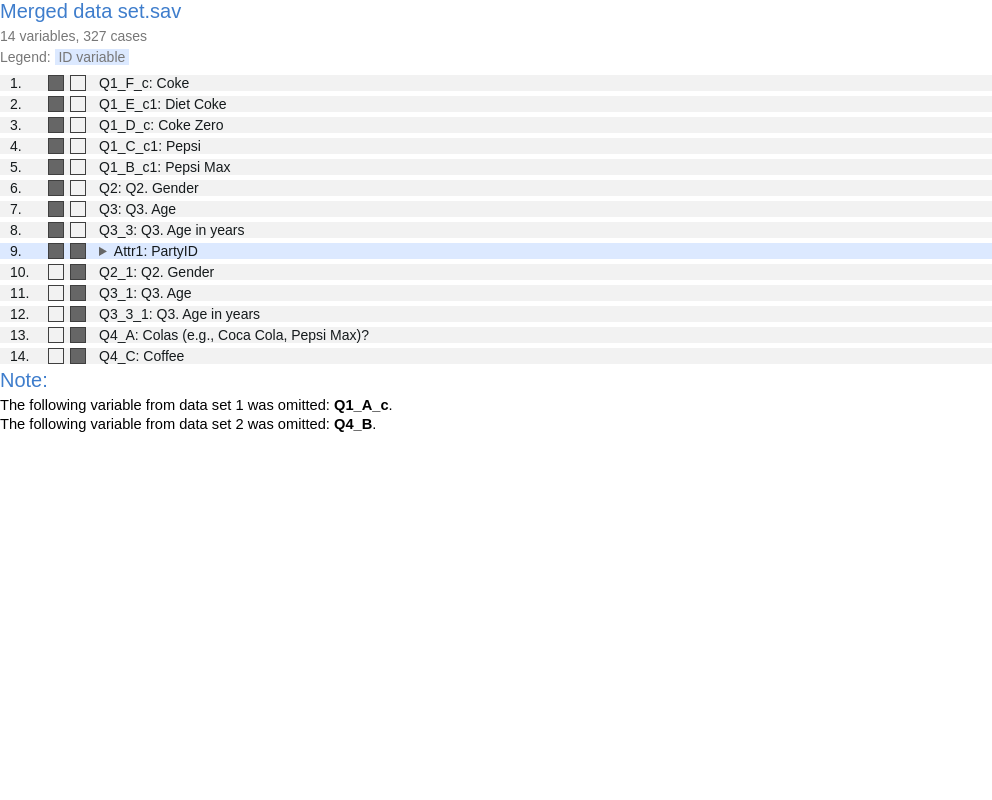 Merged data set.sav
14 variables, 327 cases
Legend: ID variable
1. Q1_F_c: Coke
2. Q1_E_c1: Diet Coke
3. Q1_D_c: Coke Zero
4. Q1_C_c1: Pepsi
5. Q1_B_c1: Pepsi Max
6. Q2: Q2. Gender
7. Q3: Q3. Age
8. Q3_3: Q3. Age in years
9. Attr1: PartyID
10. Q2_1: Q2. Gender
11. Q3_1: Q3. Age
12. Q3_3_1: Q3. Age in years
13. Q4_A: Colas (e.g., Coca Cola, Pepsi Max)?
14. Q4_C: Coffee
Note:
The following variable from data set 1 was omitted: Q1_A_c.
The following variable from data set 2 was omitted: Q4_B.